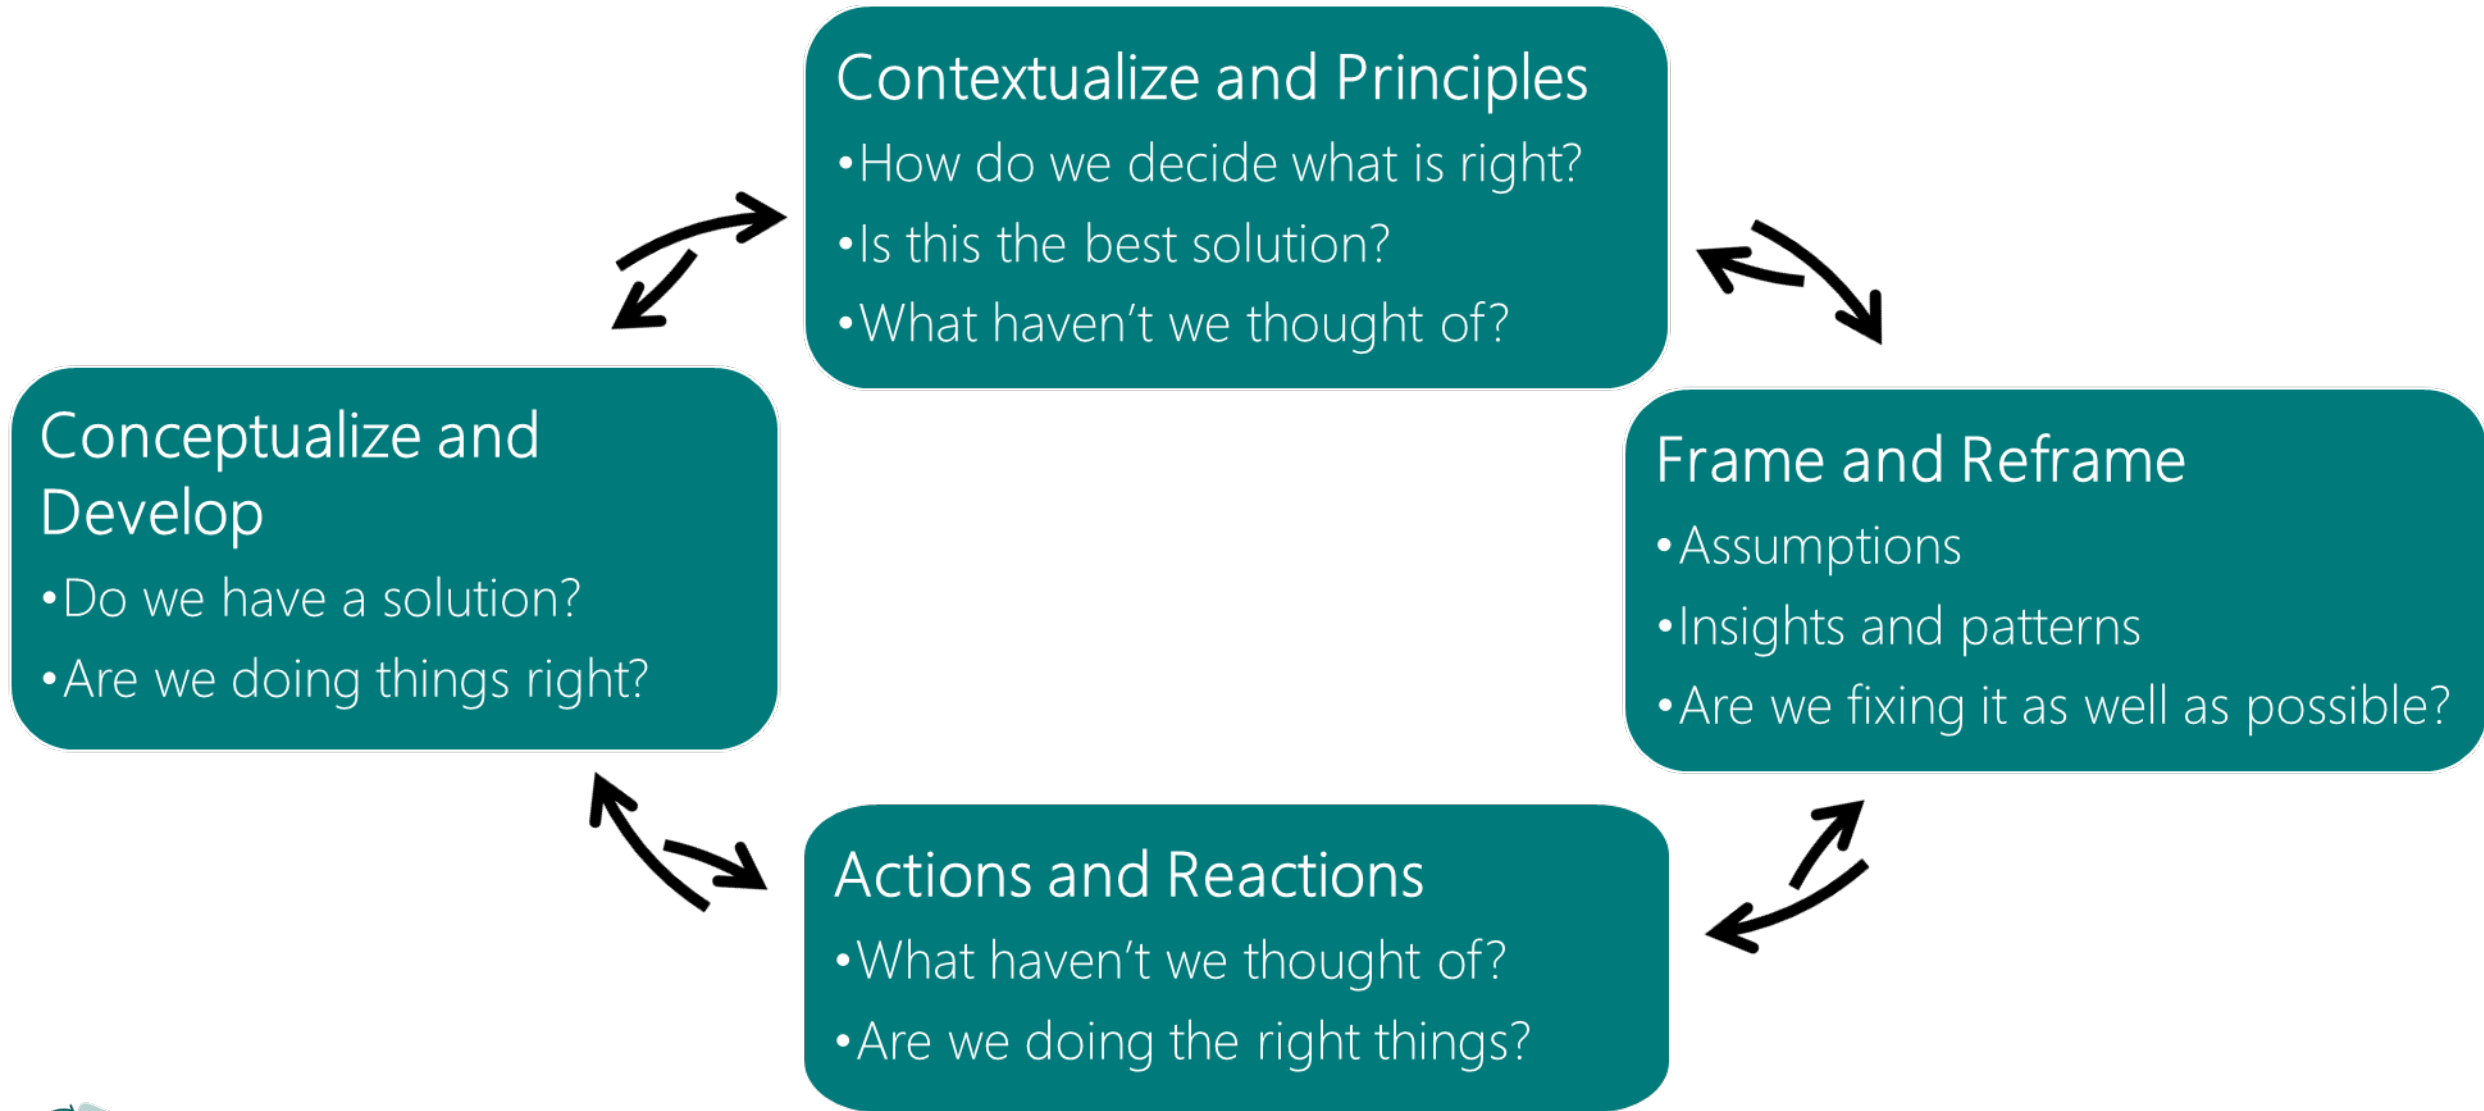 Contextualize and Principles
•How do we decide what is right?
•Is this the best solution?
•What haven’t we thought of?
Conceptualize and
Develop
•Do we have a solution?
•Are we doing things right?
Frame and Reframe
•Assumptions
•Insights and patterns
•Are we fixing it as well as possible?
Actions and Reactions
•What haven’t we thought of?
•Are we doing the right things?